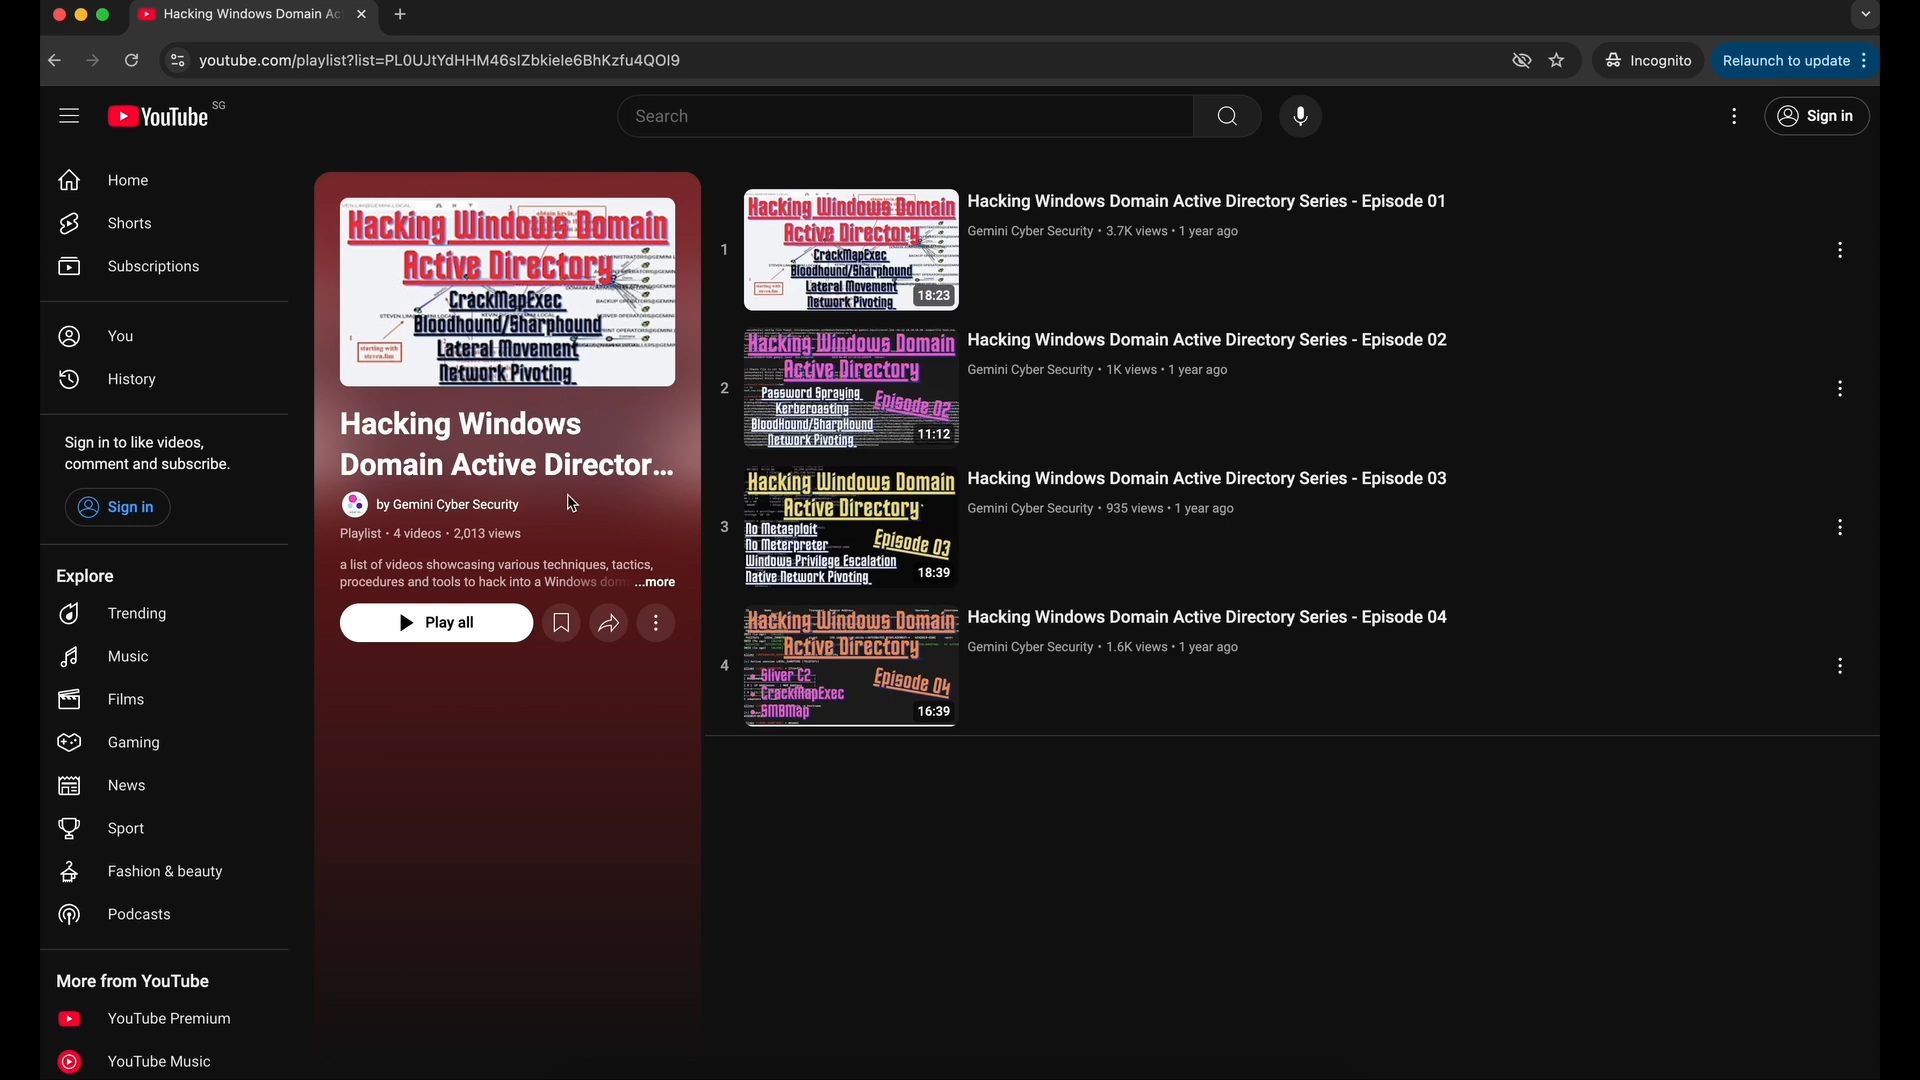 Hacking Windows Domain Ac
youtube.com/playlist?list=PL0UJtYdHHM46sIZbkiele6BhKzfu4QOI9
Incognito
Relaunch to update
YouTube SG
Search
Sign in
Home
Shorts
Subscriptions
You
History
Sign in to like videos,
comment and subscribe.
Sign in
Explore
Trending
Music
Films
Gaming
News
Sport
Fashion & beauty
Podcasts
More from YouTube
YouTube Premium
YouTube Music
Hacking Windows Domain
Active Directory
CrackMapExec
Bloodhound/Sharphound
Lateral Movement
Network Pivoting
starting with
steven.lim
Hacking Windows
Domain Active Director...
by Gemini Cyber Security
Playlist • 4 videos • 2,013 views
a list of videos showcasing various techniques, tactics,
procedures and tools to hack into a Windows dom ...more
Play all
1
Hacking Windows Domain
Active Directory
CrackMapExec
Bloodhound/Sharphound
Lateral Movement
Network Pivoting
18:23
Hacking Windows Domain Active Directory Series - Episode 01
Gemini Cyber Security • 3.7K views • 1 year ago
2
Hacking Windows Domain
Active Directory
Password Spraying
Kerberoasting
BloodHound/SharpHound
Network Pivoting
Episode 02
11:12
Hacking Windows Domain Active Directory Series - Episode 02
Gemini Cyber Security • 1K views • 1 year ago
3
Hacking Windows Domain
Active Directory
No Metasploit
No Meterpreter
Windows Privilege Escalation
Native Network Pivoting
Episode 03
18:39
Hacking Windows Domain Active Directory Series - Episode 03
Gemini Cyber Security • 935 views • 1 year ago
4
Hacking Windows Domain
Active Directory
• Sliver C2
• CrackMapExec
• SMBMap
Episode 04
16:39
Hacking Windows Domain Active Directory Series - Episode 04
Gemini Cyber Security • 1.6K views • 1 year ago